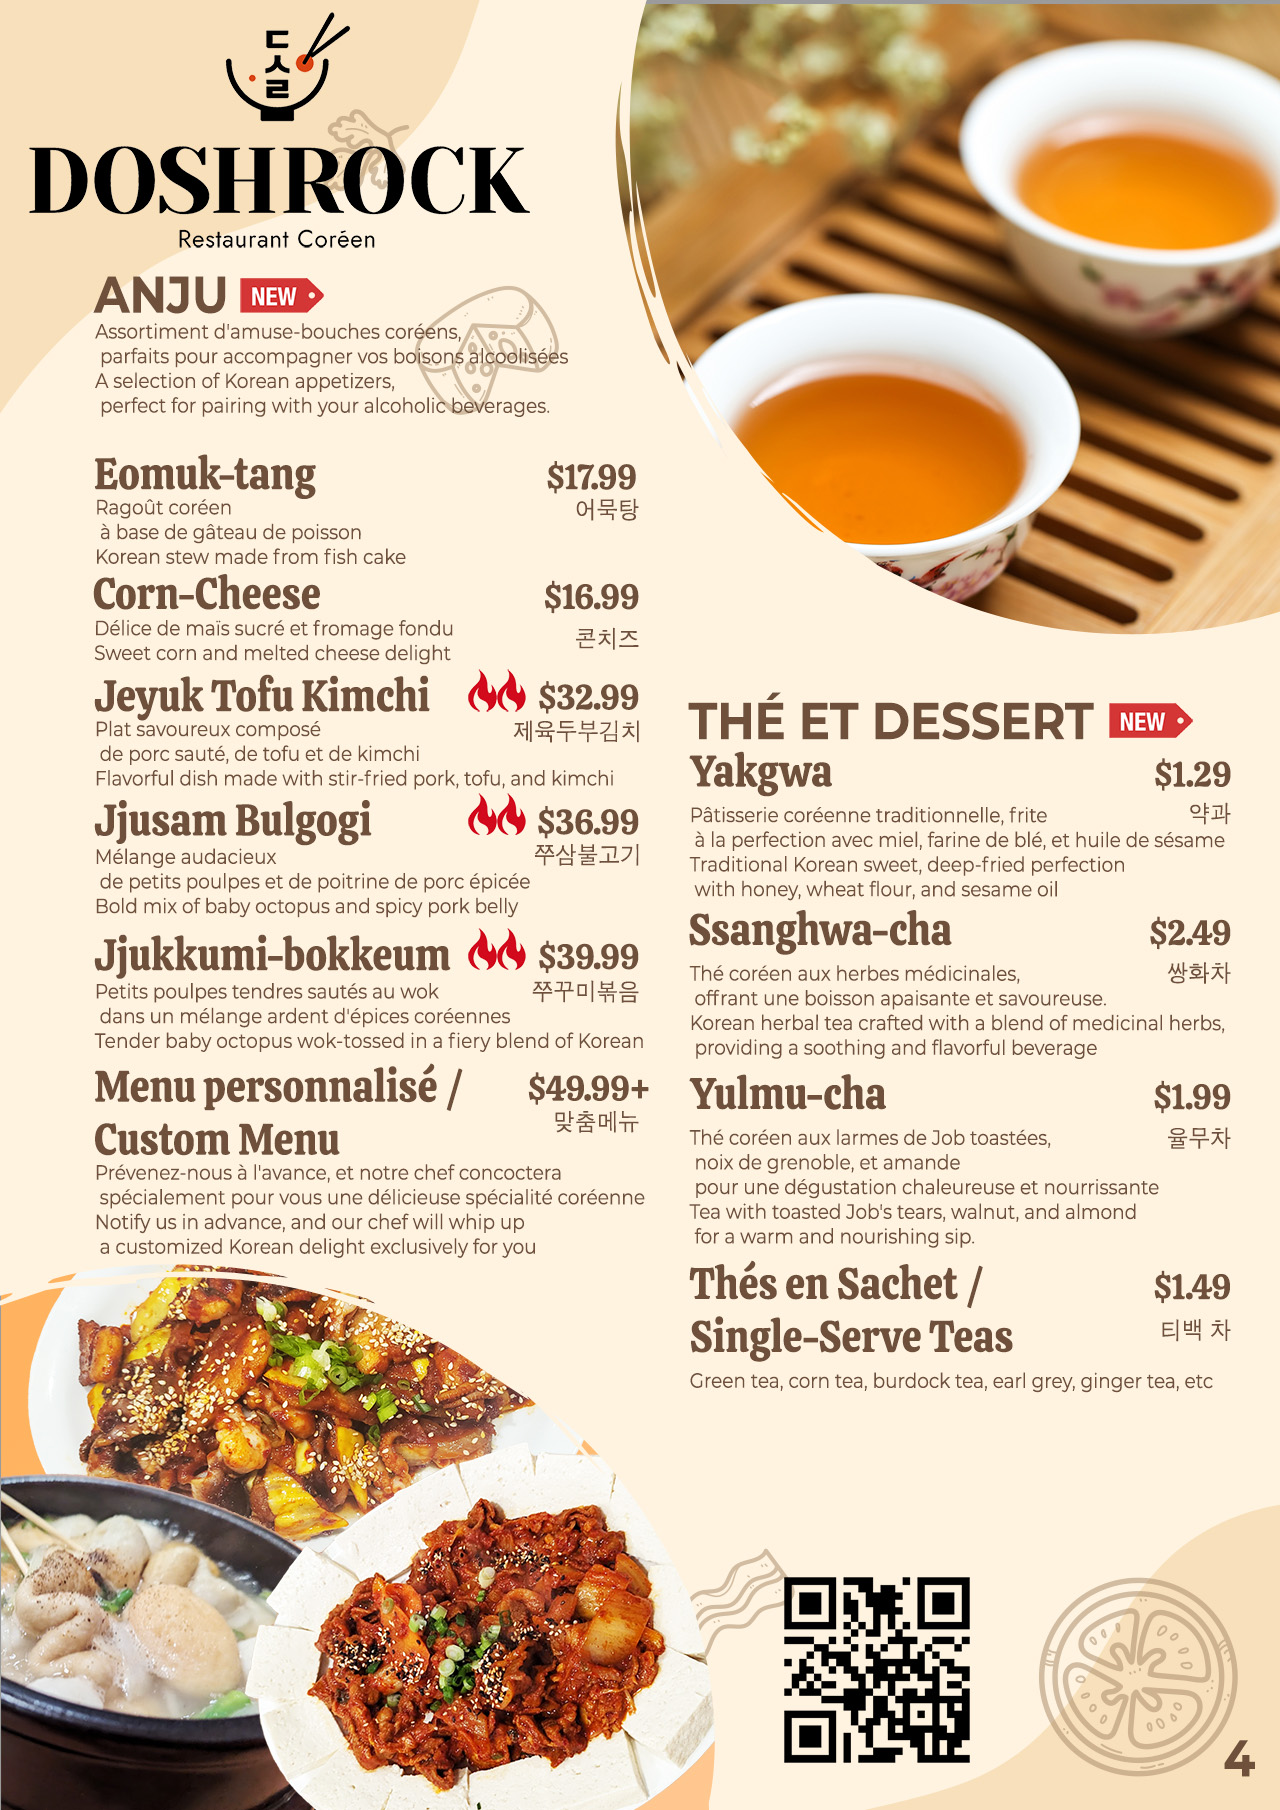 드
슬
DOSHROCK
Restaurant Coréen
ANJU NEW
Assortiment d'amuse-bouches coréens,
parfaits pour accompagner vos boisons alcoolisées
A selection of Korean appetizers,
perfect for pairing with your alcoholic beverages.
Eomuk-tang $17.99
Ragoût coréen 어묵탕
à base de gâteau de poisson
Korean stew made from fish cake
Corn-Cheese $16.99
Délice de maïs sucré et fromage fondu 콘치즈
Sweet corn and melted cheese delight
Jeyuk Tofu Kimchi $32.99
Plat savoureux composé 제육두부김치
de porc sauté, de tofu et de kimchi
Flavorful dish made with stir-fried pork, tofu, and kimchi
Jjusam Bulgogi $36.99
Mélange audacieux 쭈삼불고기
de petits poulpes et de poitrine de porc épicée
Bold mix of baby octopus and spicy pork belly
Jjukkumi-bokkeum $39.99
Petits poulpes tendres sautés au wok 쭈꾸미볶음
dans un mélange ardent d'épices coréennes
Tender baby octopus wok-tossed in a fiery blend of Korean
Menu personnalisé / $49.99+
맞춤메뉴
Custom Menu
Prévenez-nous à l'avance, et notre chef concoctera
spécialement pour vous une délicieuse spécialité coréenne
Notify us in advance, and our chef will whip up
a customized Korean delight exclusively for you
THÉ ET DESSERT NEW
Yakgwa $1.29
Pâtisserie coréenne traditionnelle, frite 약과
à la perfection avec miel, farine de blé, et huile de sésame
Traditional Korean sweet, deep-fried perfection
with honey, wheat flour, and sesame oil
Ssanghwa-cha $2.49
Thé coréen aux herbes médicinales, 쌍화차
offrant une boisson apaisante et savoureuse.
Korean herbal tea crafted with a blend of medicinal herbs,
providing a soothing and flavorful beverage
Yulmu-cha $1.99
Thé coréen aux larmes de Job toastées, 율무차
noix de grenoble, et amande
pour une dégustation chaleureuse et nourrissante
Tea with toasted Job's tears, walnut, and almond
for a warm and nourishing sip.
Thés en Sachet / $1.49
티백 차
Single-Serve Teas
Green tea, corn tea, burdock tea, earl grey, ginger tea, etc
4